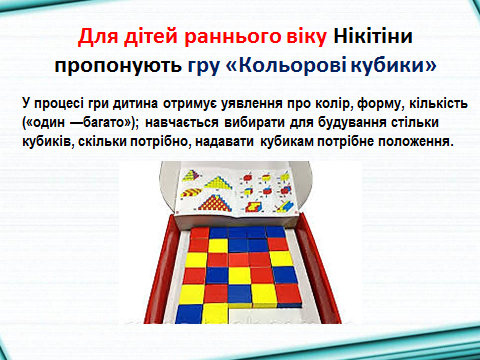 Для дітей раннього віку Нікітіни
пропонують гру «Кольорові кубики»
У процесі гри дитина отримує уявлення про колір, форму, кількість
(«один —багато»); навчається вибирати для будування стільки
кубиків, скільки потрібно, надавати кубикам потрібне положення.